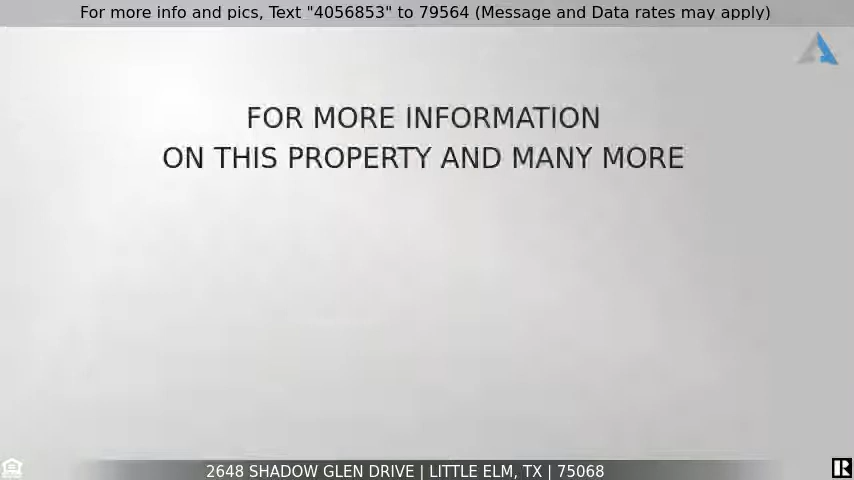 For more info and pics, Text "4056853" to 79564 (Message and Data rates may apply)
FOR MORE INFORMATION
ON THIS PROPERTY AND MANY MORE
2648 SHADOW GLEN DRIVE | LITTLE ELM, TX | 75068